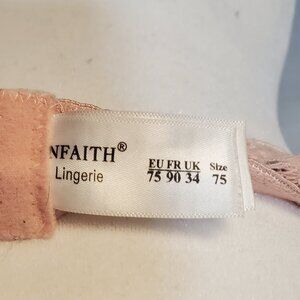 NFAITH®
Lingerie
EU FR UK Size
75 90 34 75